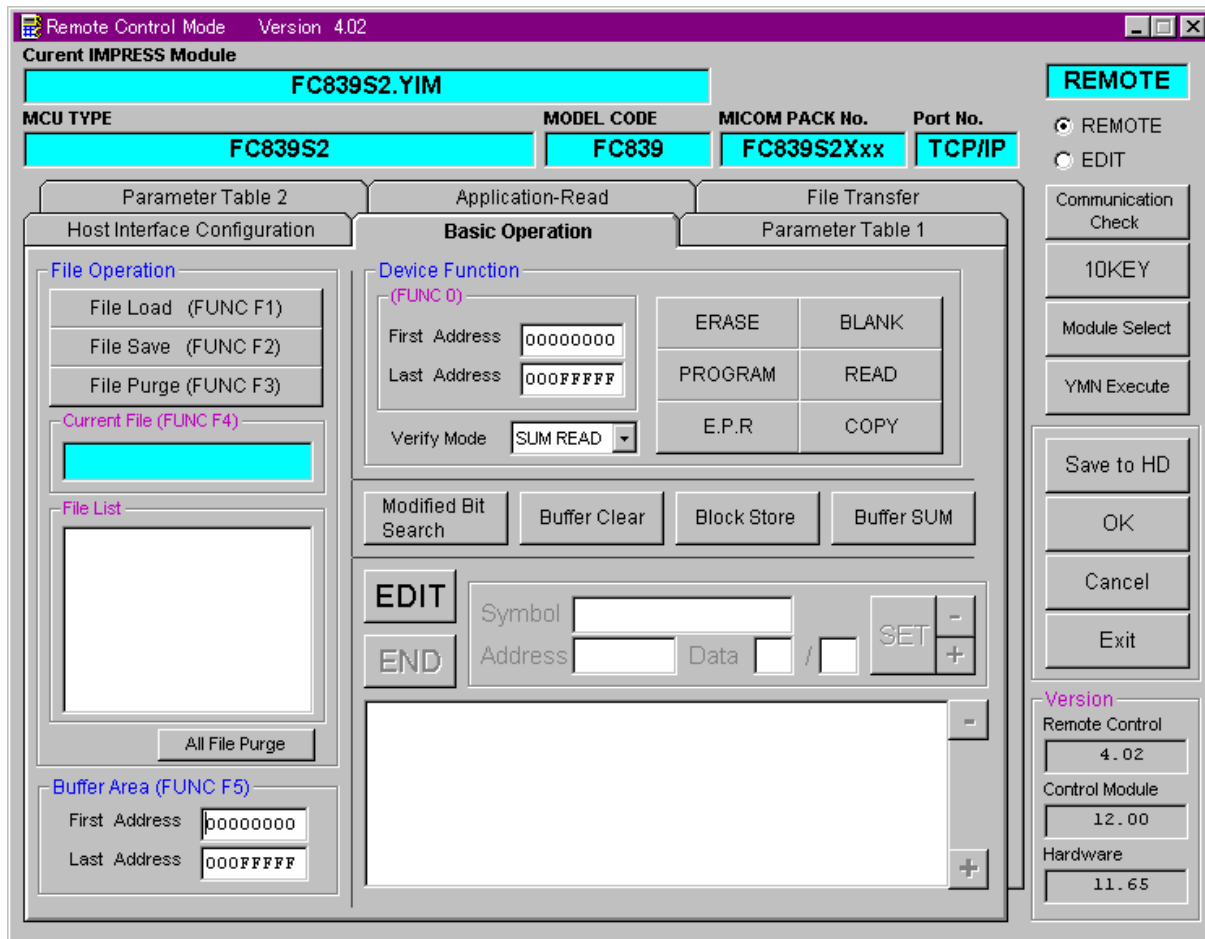 Remote Control Mode Version 4.02
Curent IMPRESS Module
FC839S2.YIM
MCU TYPE MODEL CODE MICOM PACK No. Port No.
FC839S2 FC839 FC839S2Xxx TCP/IP
REMOTE
REMOTE
EDIT
Parameter Table 2 Application-Read File Transfer
Host Interface Configuration Basic Operation Parameter Table 1
File Operation
File Load (FUNC F1)
File Save (FUNC F2)
File Purge (FUNC F3)
Current File (FUNC F4)
File List
All File Purge
Buffer Area (FUNC F5)
First Address 00000000
Last Address 000FFFFF
Device Function
(FUNC 0)
First Address 00000000
Last Address 000FFFFF
Verify Mode SUM READ
ERASE BLANK
PROGRAM READ
E.P.R COPY
Modified Bit
Search
Buffer Clear
Block Store
Buffer SUM
EDIT
END
Symbol
Address Data /
SET
-
+
-
+
Communication
Check
10KEY
Module Select
YMN Execute
Save to HD
OK
Cancel
Exit
Version
Remote Control
4.02
Control Module
12.00
Hardware
11.65